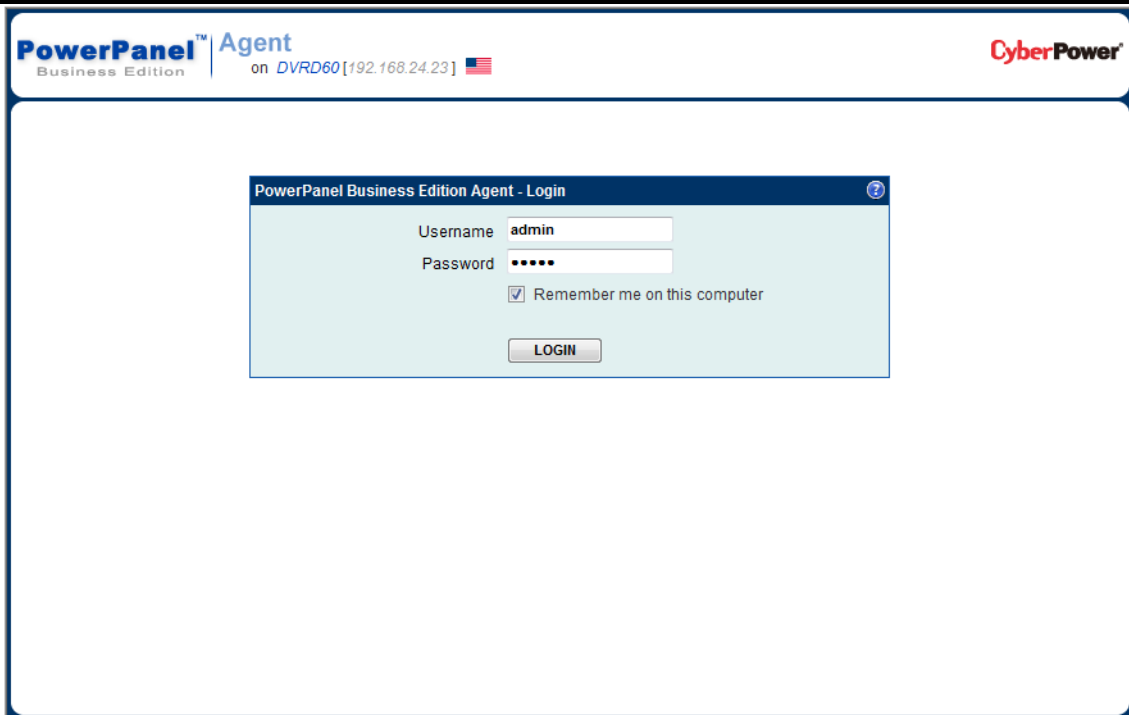 PowerPanel™ Agent
Business Edition on DVRD60 [192.168.24.23]
CyberPower®
PowerPanel Business Edition Agent - Login ?
Username admin
Password •••••
Remember me on this computer
LOGIN